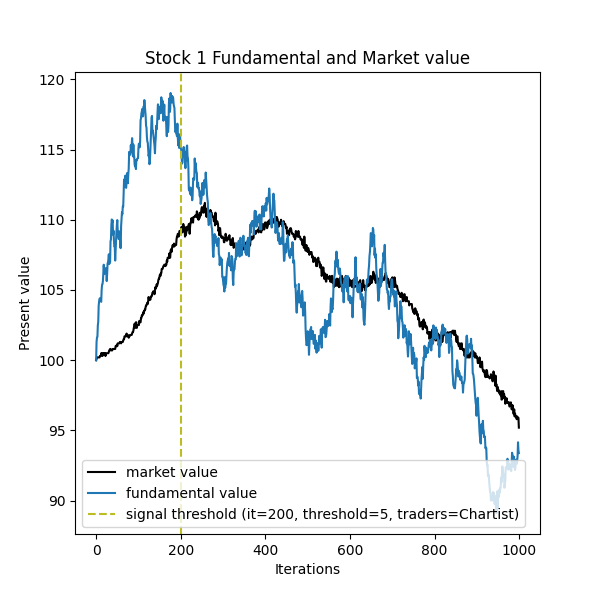 Stock 1 Fundamental and Market value
120
115
110
105
100
95
90
Present value
0 200 400 600 800 1000
Iterations
market value
fundamental value
signal threshold (it=200, threshold=5, traders=Chartist)